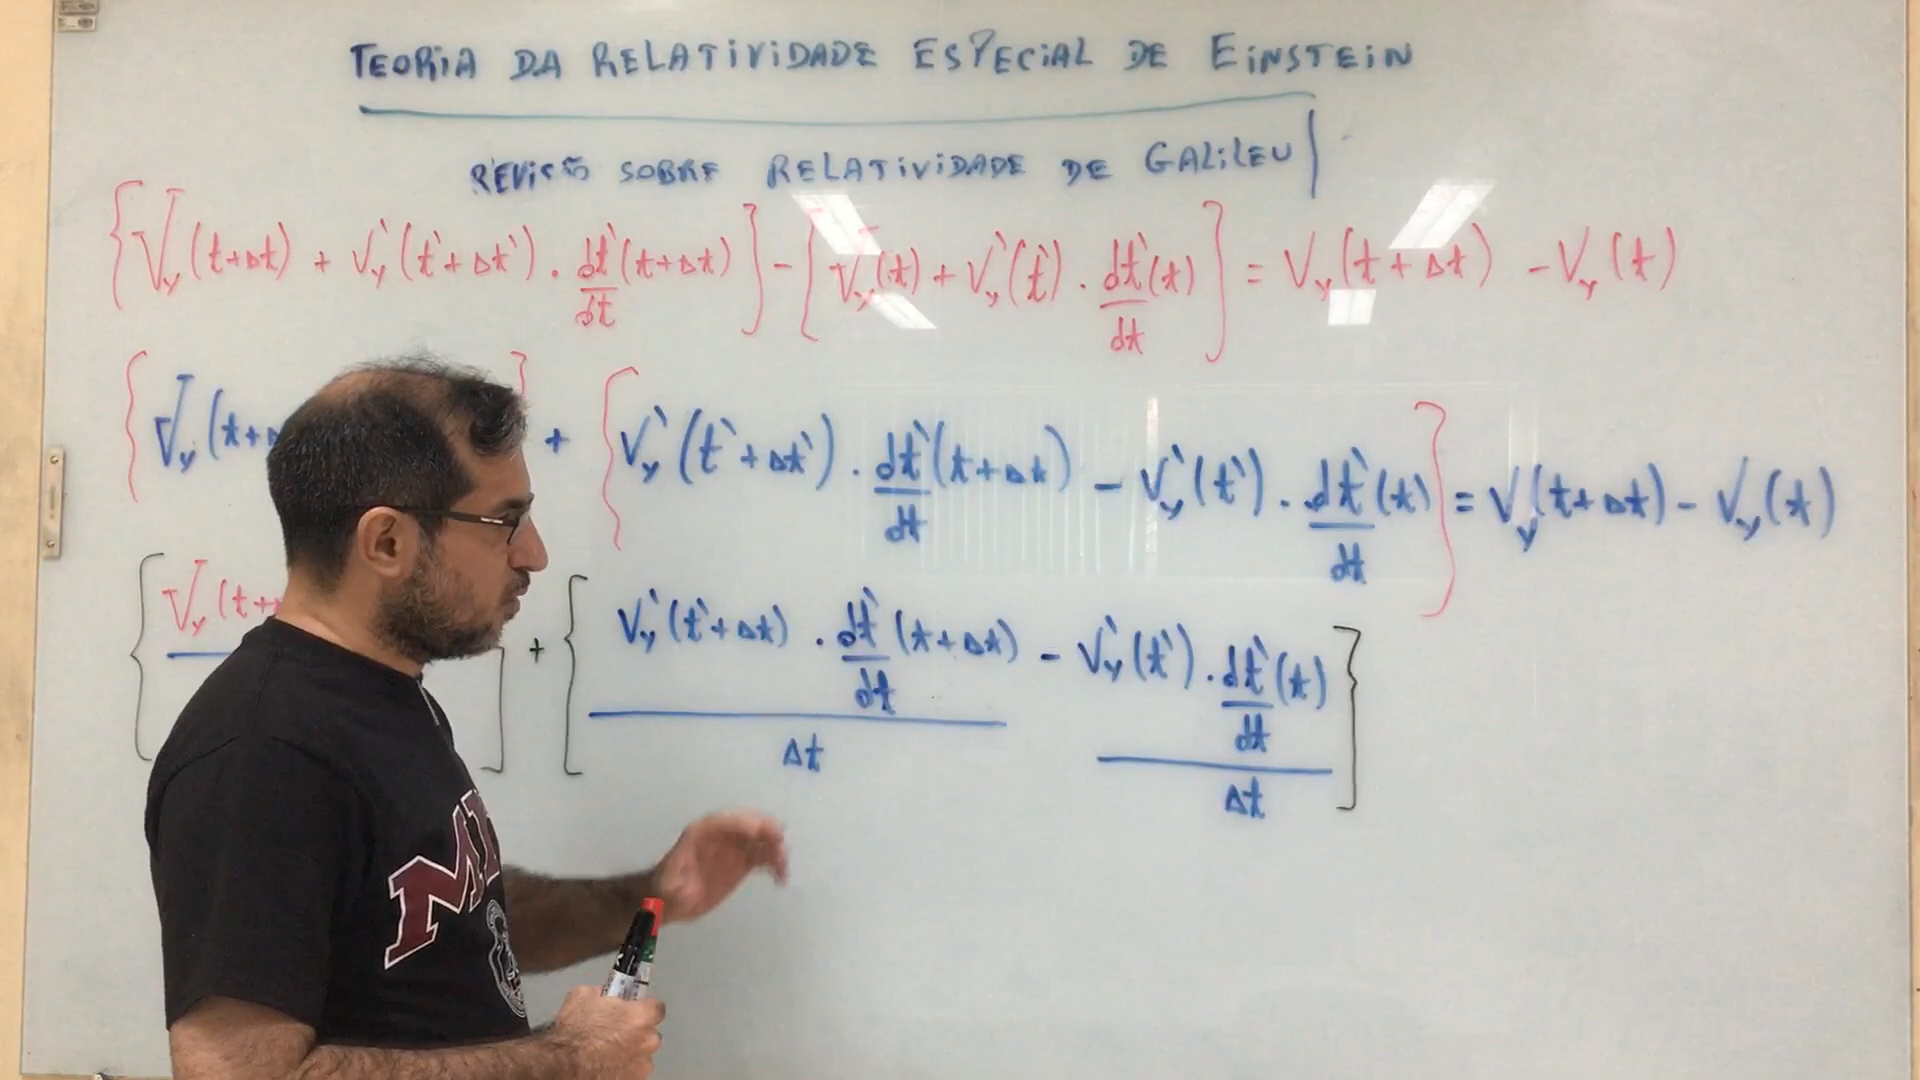 TEORIA DA RELATIVIDADE ESPECIAL DE EINSTEIN
REVISÃO SOBRE RELATIVIDADE DE GALILEU
{V̄y(t+Δt) + V`y(t`+Δt`) . dt`/dt (t+Δt)} - {V̄y(t) + V`y(t`) . dt`/dt (t)} = Vy(t+Δt) - Vy(t)
{V̄y(t+ } + {V`y(t`+Δt`) . dt`/dt (t+Δt) - V`y(t`) . dt`/dt (t)} = Vy(t+Δt) - Vy(t)
{V̄y(t+ } + {V`y(t`+Δt) . dt`/dt (t+Δt) / Δt - V`y(t`) . dt`/dt (t) / Δt}